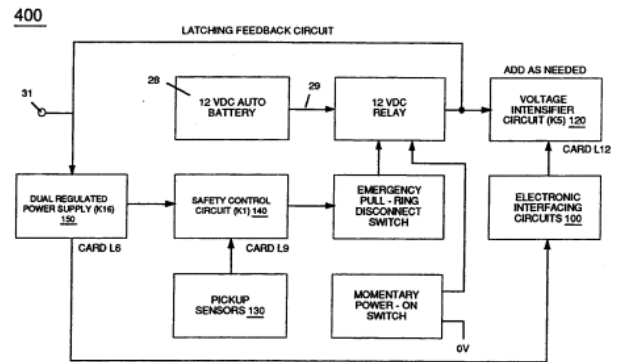 400
LATCHING FEEDBACK CIRCUIT
31
28
12 VDC AUTO
BATTERY
29
12 VDC
RELAY
ADD AS NEEDED
VOLTAGE
INTENSIFIER
CIRCUIT (K5) 120
CARD L12
DUAL REGULATED
POWER SUPPLY (K16)
150
CARD L6
SAFETY CONTROL
CIRCUIT (K1) 140
CARD L9
EMERGENCY
PULL - RING
DISCONNECT
SWITCH
ELECTRONIC
INTERFACING
CIRCUITS 100
PICKUP
SENSORS 130
MOMENTARY
POWER - ON
SWITCH
0V